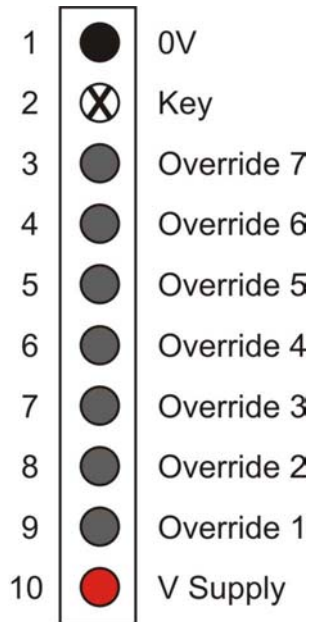 1 0V
2 X Key
3 Override 7
4 Override 6
5 Override 5
6 Override 4
7 Override 3
8 Override 2
9 Override 1
10 V Supply